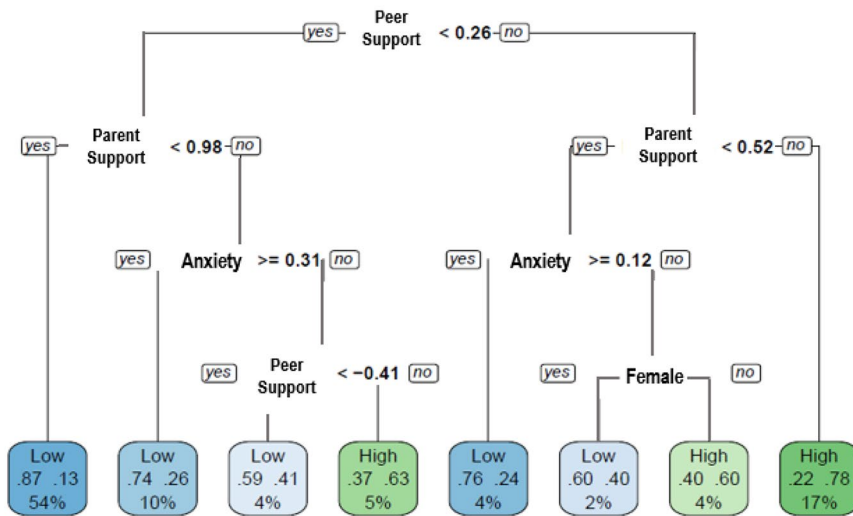 Peer
Support
yes < 0.26 no
Parent
Support
yes < 0.98 no
Parent
Support
yes < 0.52 no
yes Anxiety >= 0.31 no
yes Anxiety >= 0.12 no
Peer
Support
yes < −0.41 no
yes Female no
Low
.87 .13
54%
Low
.74 .26
10%
Low
.59 .41
4%
High
.37 .63
5%
Low
.76 .24
4%
Low
.60 .40
2%
High
.40 .60
4%
High
.22 .78
17%